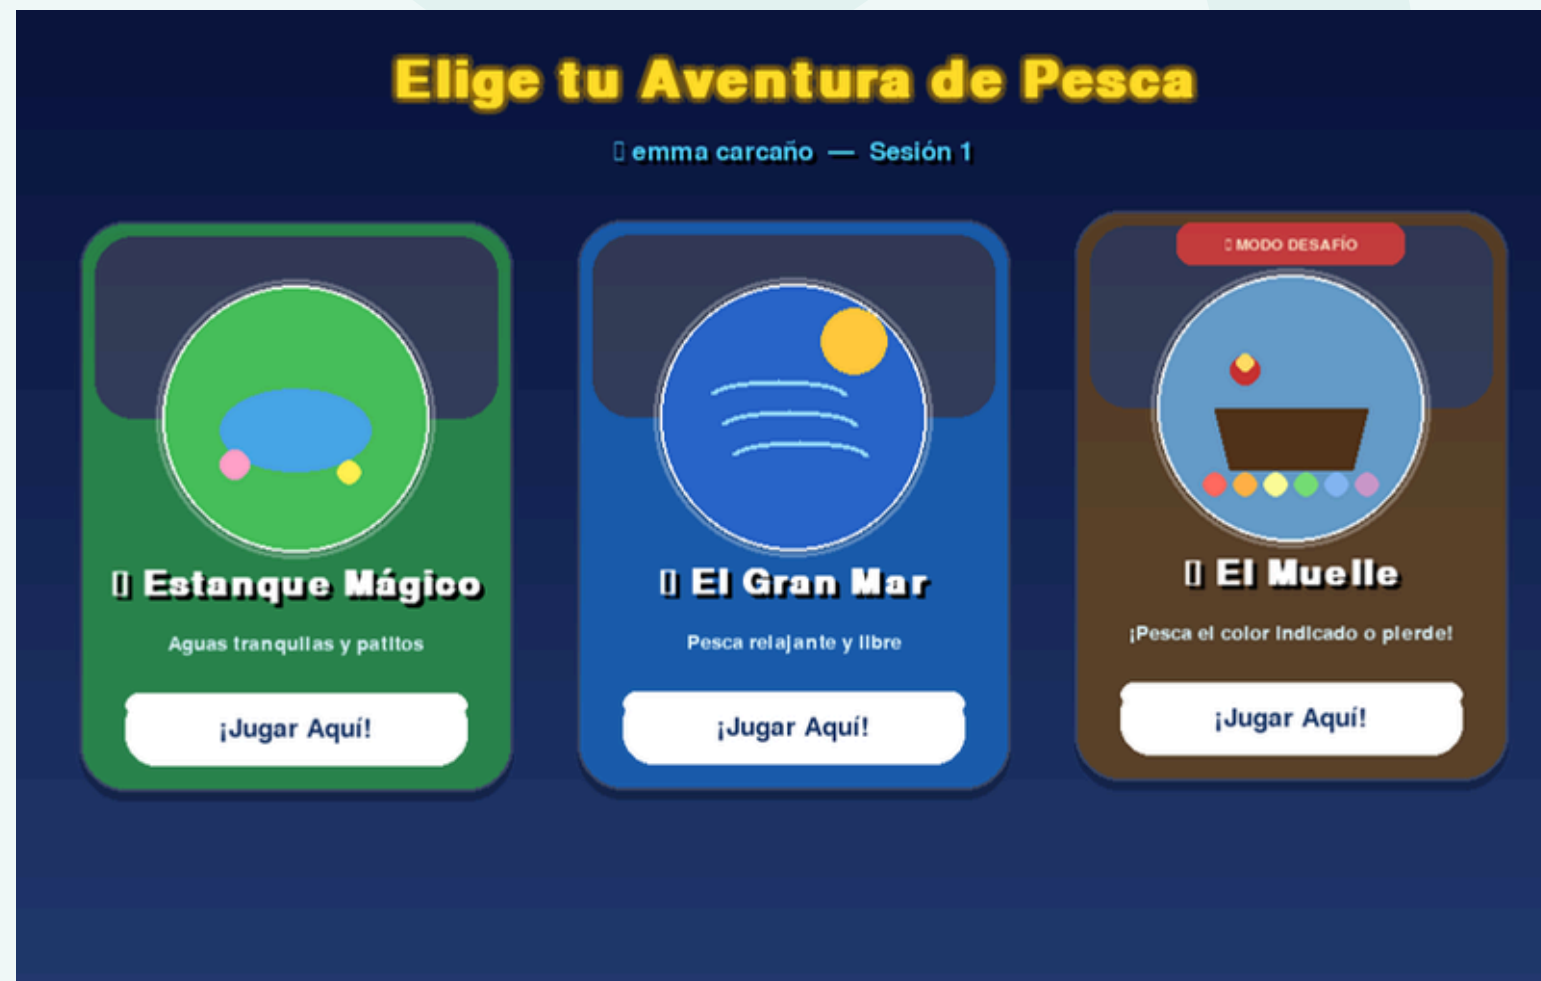 Elige tu Aventura de Pesca
emma carcaño — Sesión 1
Estanque Mágico
Aguas tranquilas y patitos
¡Jugar Aquí!
El Gran Mar
Pesca relajante y libre
¡Jugar Aquí!
MODO DESAFÍO
El Muelle
¡Pesca el color indicado o pierde!
¡Jugar Aquí!